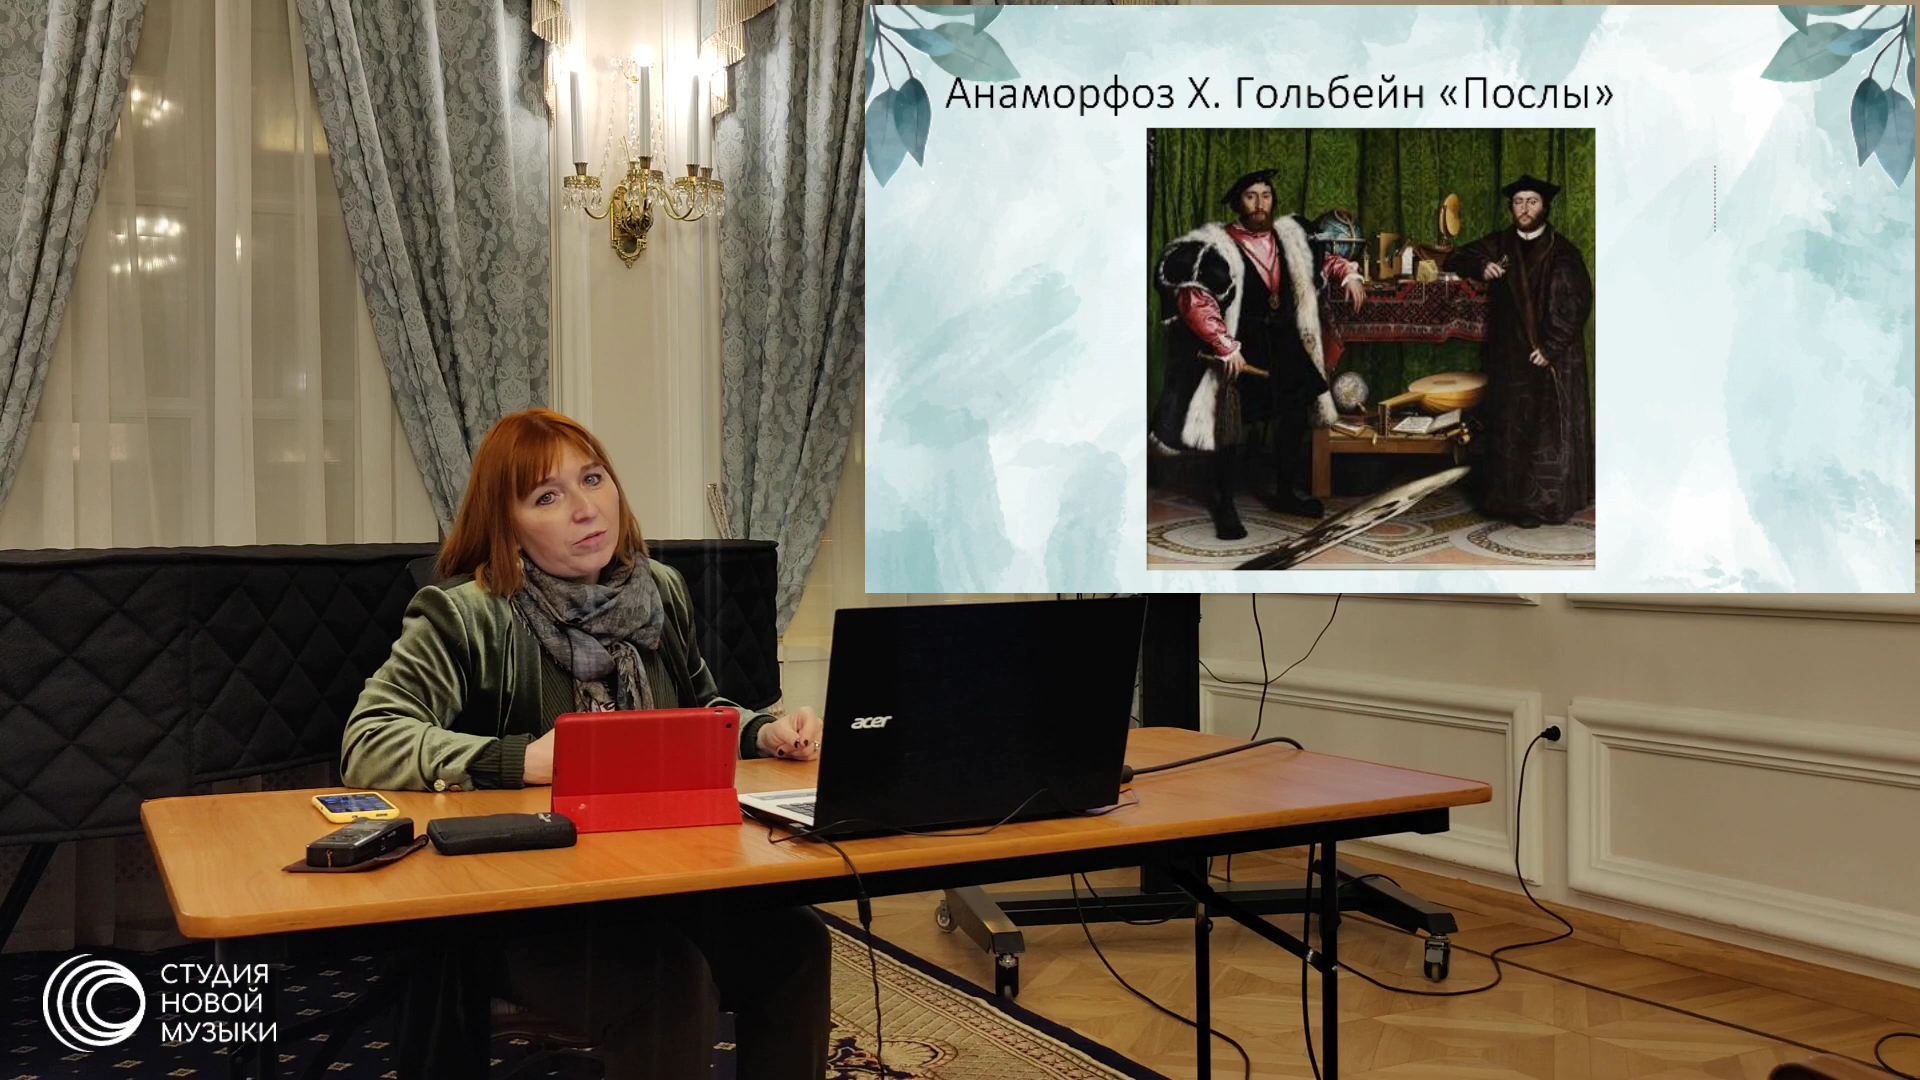 Анаморфоз Х. Гольбейн «Послы»
acer
СТУДИЯ
НОВОЙ
МУЗЫКИ